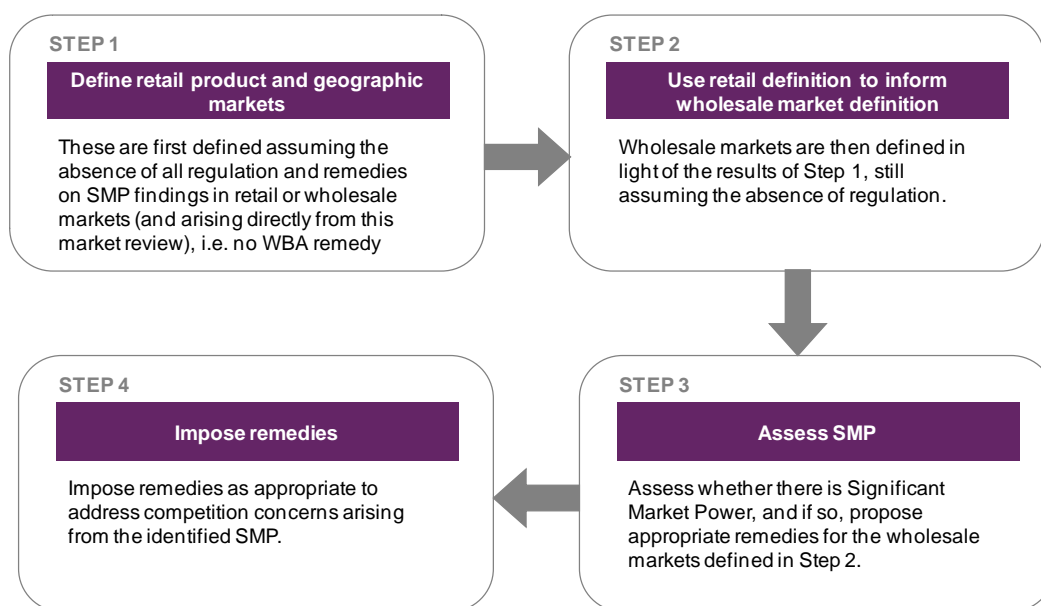 STEP 1
Define retail product and geographic
markets
These are first defined assuming the
absence of all regulation and remedies
on SMP findings in retail or wholesale
markets (and arising directly from this
market review), i.e. no WBA remedy
STEP 2
Use retail definition to inform
wholesale market definition
Wholesale markets are then defined in
light of the results of Step 1, still
assuming the absence of regulation.
STEP 3
Assess SMP
Assess whether there is Significant
Market Power, and if so, propose
appropriate remedies for the wholesale
markets defined in Step 2.
STEP 4
Impose remedies
Impose remedies as appropriate to
address competition concerns arising
from the identified SMP.